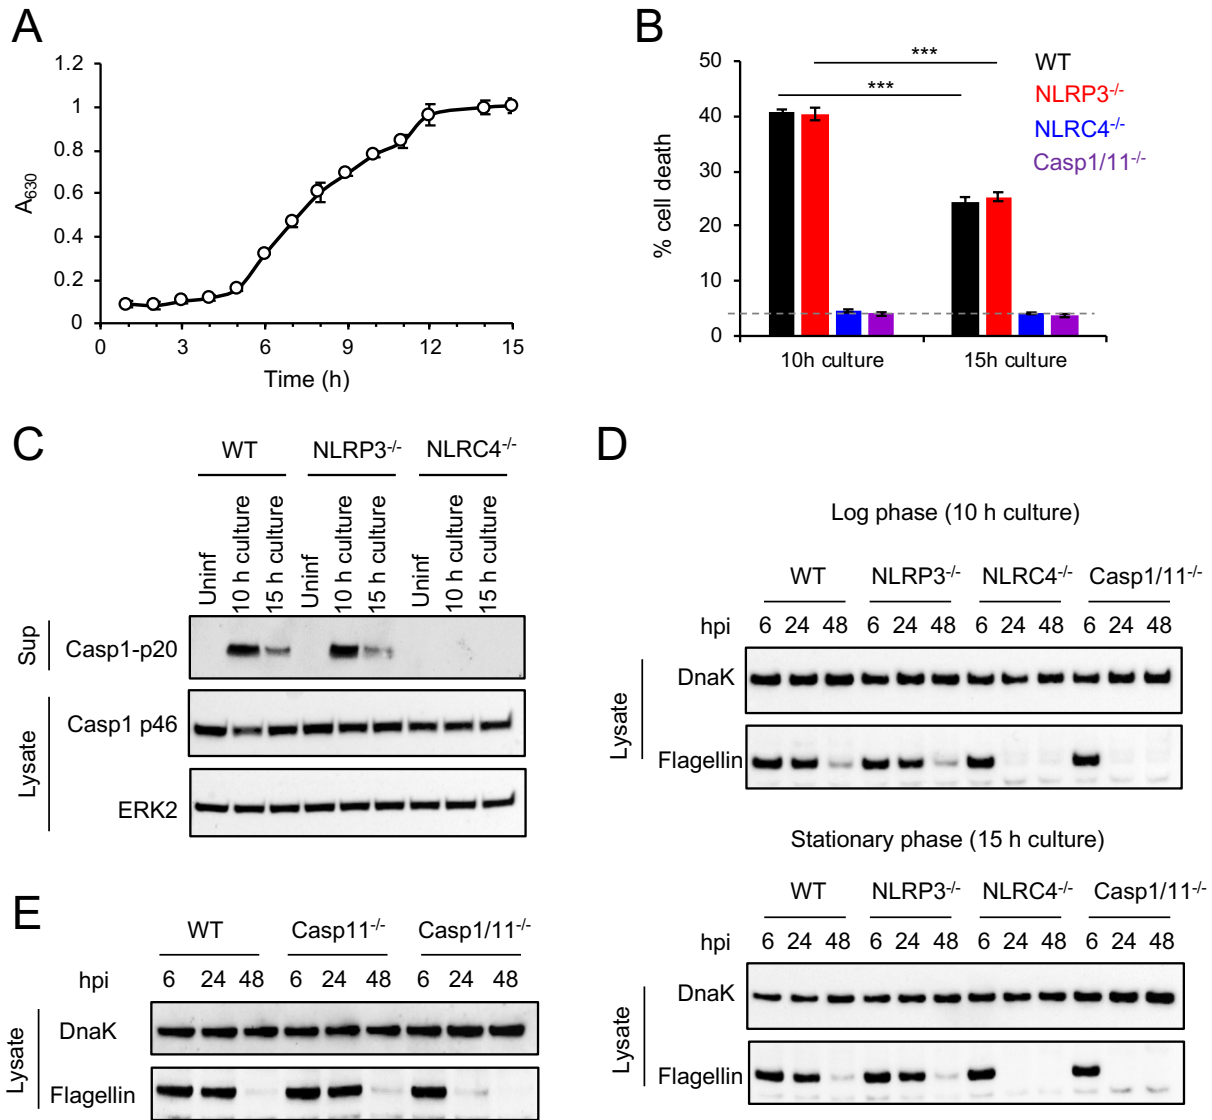 A
1.2
1
0.8
0.6
0.4
0.2
0
A630
0 3 6 9 12 15
Time (h)
B
50
40
30
20
10
0
% cell death
***
***
WT
NLRP3-/-
NLRC4-/-
Casp1/11-/-
10h culture 15h culture
C
WT NLRP3-/- NLRC4-/-
Uninf 10 h culture 15 h culture Uninf 10 h culture 15 h culture Uninf 10 h culture 15 h culture
Sup
Casp1-p20
Lysate
Casp1 p46
ERK2
D
Log phase (10 h culture)
WT NLRP3-/- NLRC4-/- Casp1/11-/-
hpi 6 24 48 6 24 48 6 24 48 6 24 48
Lysate
DnaK
Flagellin
Stationary phase (15 h culture)
WT NLRP3-/- NLRC4-/- Casp1/11-/-
hpi 6 24 48 6 24 48 6 24 48 6 24 48
Lysate
DnaK
Flagellin
E
WT Casp11-/- Casp1/11-/-
hpi 6 24 48 6 24 48 6 24 48
Lysate
DnaK
Flagellin